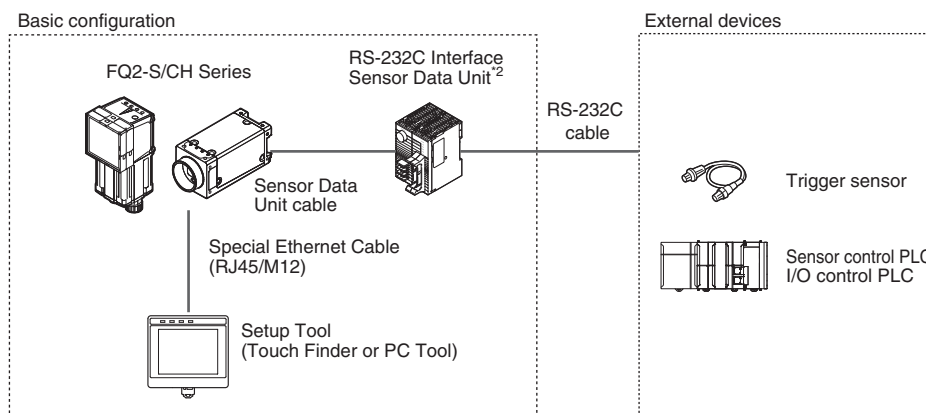 Basic configuration
External devices
FQ2-S/CH Series
RS-232C Interface
Sensor Data Unit*2
RS-232C
cable
Sensor Data
Unit cable
Trigger sensor
Special Ethernet Cable
(RJ45/M12)
Sensor control PLC
I/O control PLC
Setup Tool
(Touch Finder or PC Tool)